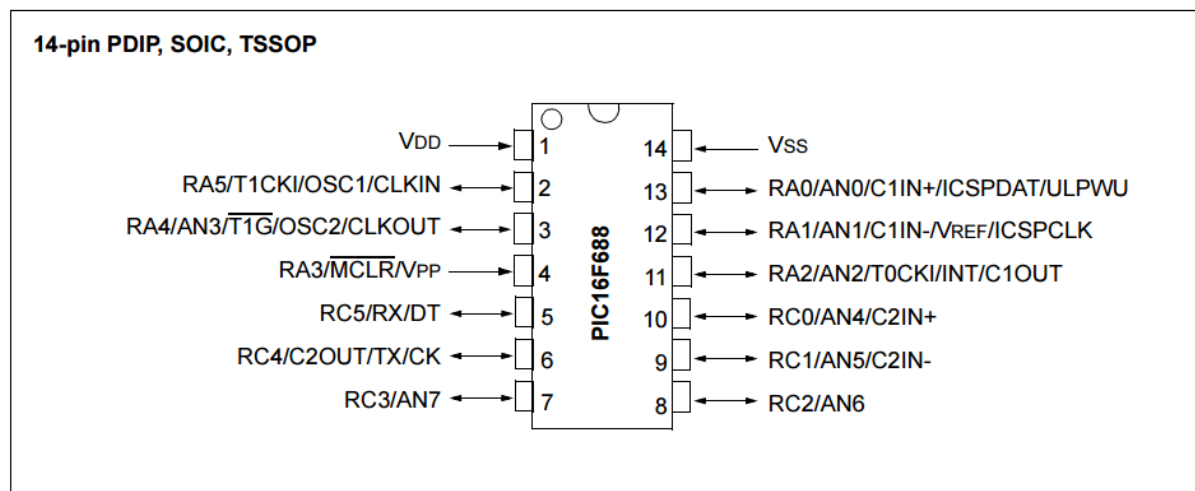 14-pin PDIP, SOIC, TSSOP
VDD 1 14 VSS
RA5/T1CKI/OSC1/CLKIN 2 13 RA0/AN0/C1IN+/ICSPDAT/ULPWU
RA4/AN3/T1G/OSC2/CLKOUT 3 12 RA1/AN1/C1IN-/VREF/ICSPCLK
RA3/MCLR/VPP 4 11 RA2/AN2/T0CKI/INT/C1OUT
RC5/RX/DT 5 10 RC0/AN4/C2IN+
RC4/C2OUT/TX/CK 6 9 RC1/AN5/C2IN-
RC3/AN7 7 8 RC2/AN6
PIC16F688